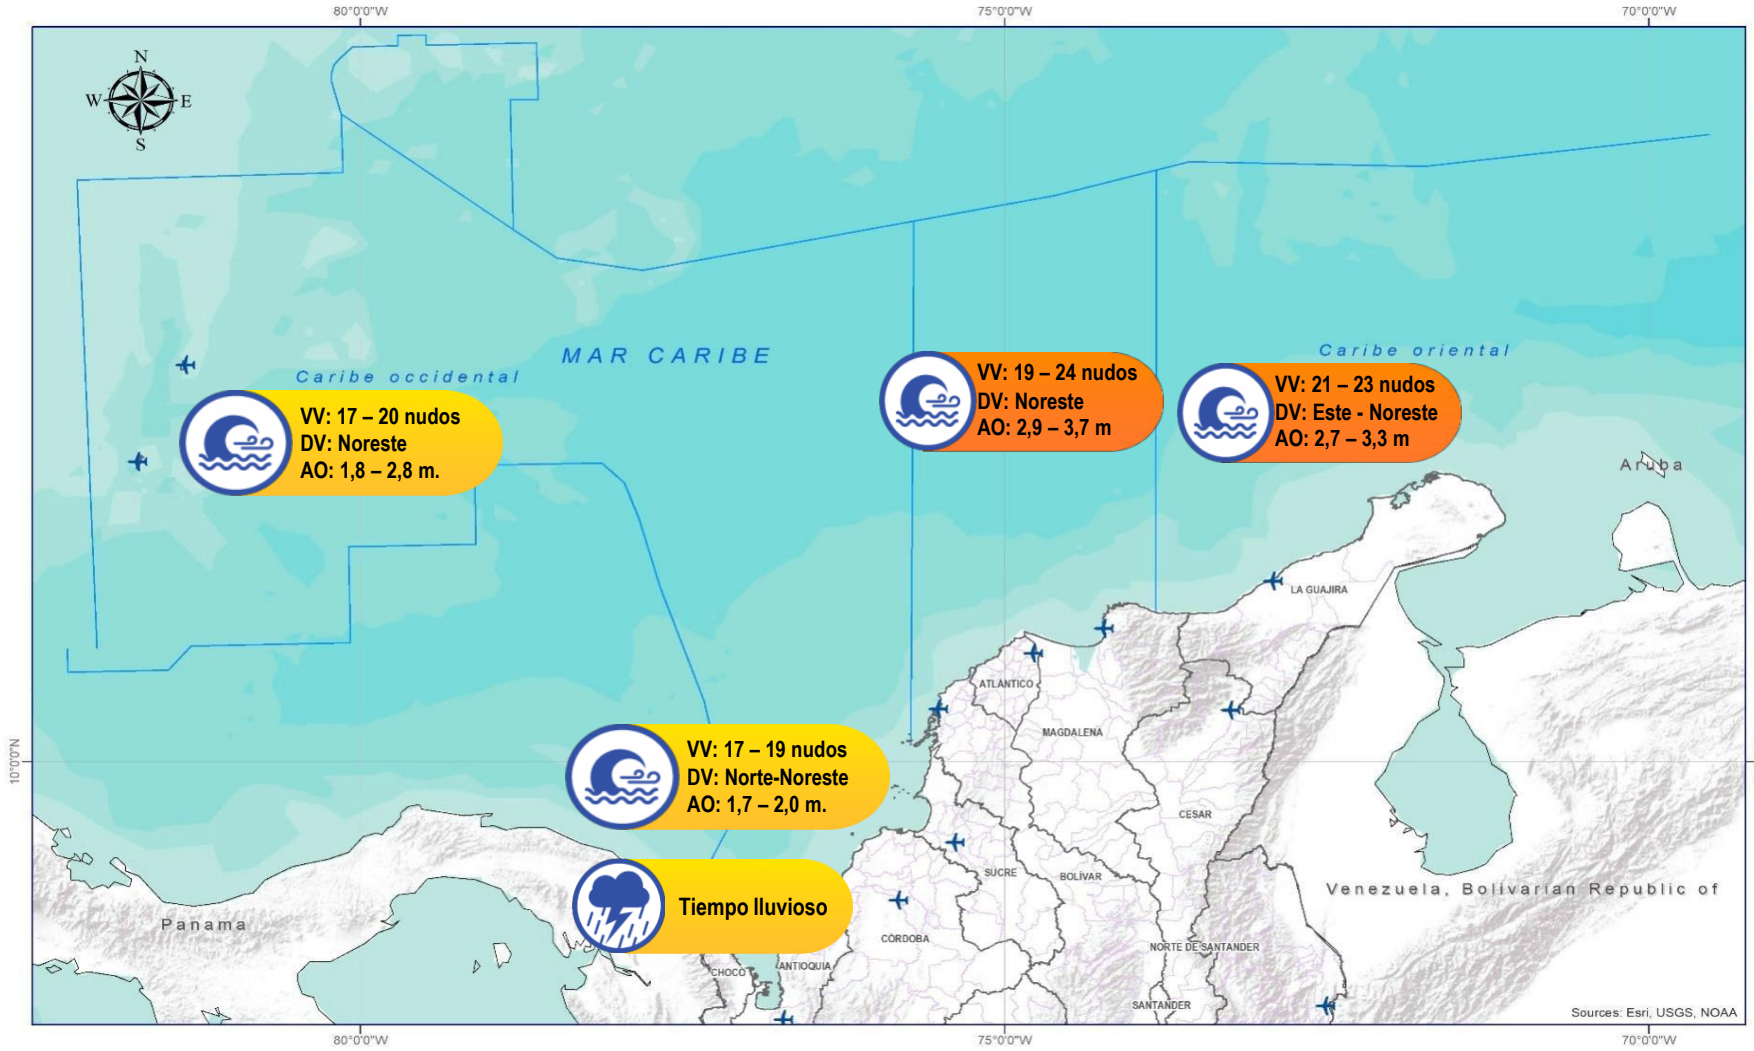 80°0'0"W
75°0'0"W
70°0'0"W
N
W
E
S
MAR CARIBE
Caribe occidental
Caribe oriental
VV: 17 – 20 nudos
DV: Noreste
AO: 1,8 – 2,8 m.
VV: 19 – 24 nudos
DV: Noreste
AO: 2,9 – 3,7 m
VV: 21 – 23 nudos
DV: Este - Noreste
AO: 2,7 – 3,3 m
Aruba
LA GUAJIRA
ATLÁNTICO
MAGDALENA
10°0'0"N
VV: 17 – 19 nudos
DV: Norte-Noreste
AO: 1,7 – 2,0 m.
CESAR
SUCRE
BOLÍVAR
Venezuela, Bolivarian Republic of
Tiempo lluvioso
Panama
CÓRDOBA
NORTE DE SANTANDER
CHOCÓ
ANTIOQUIA
SANTANDER
Sources: Esri, USGS, NOAA
80°0'0"W
75°0'0"W
70°0'0"W